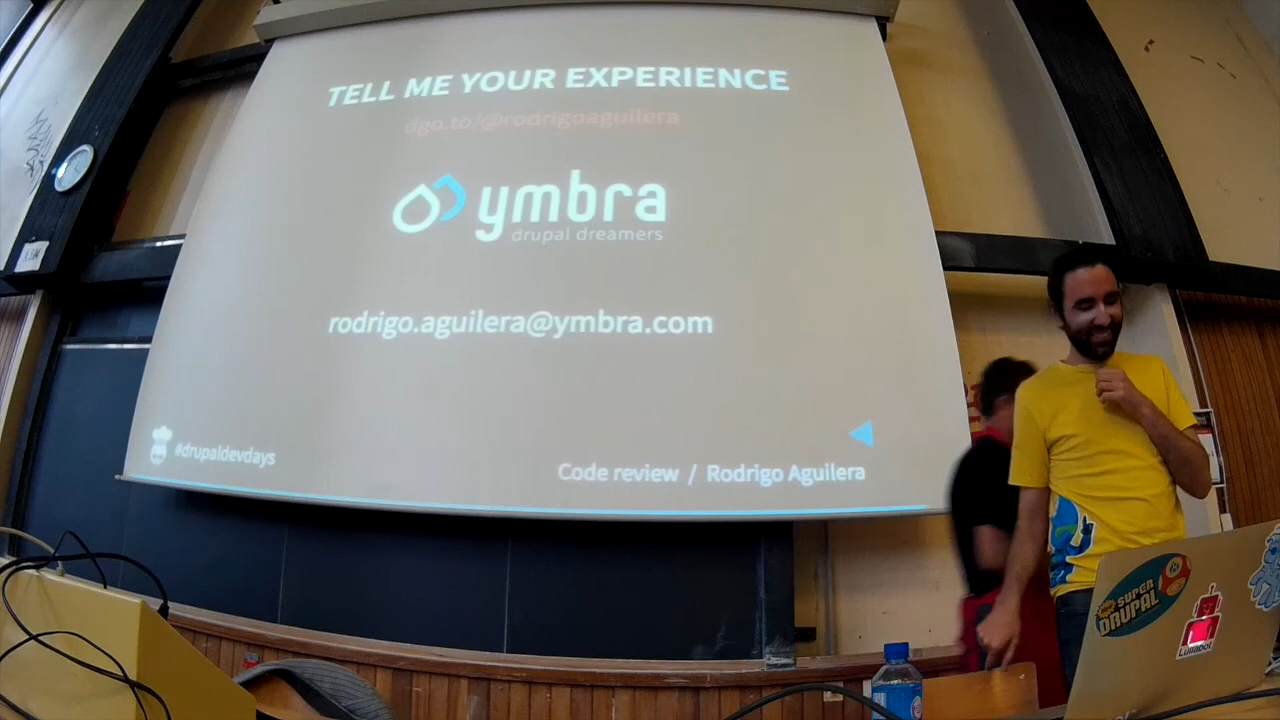 TELL ME YOUR EXPERIENCE
dgo.to/@rodrigoaguilera
ymbra
drupal dreamers
rodrigo.aguilera@ymbra.com
#drupaldevdays
Code review / Rodrigo Aguilera
SUPER
DRUPAL
Lullabot